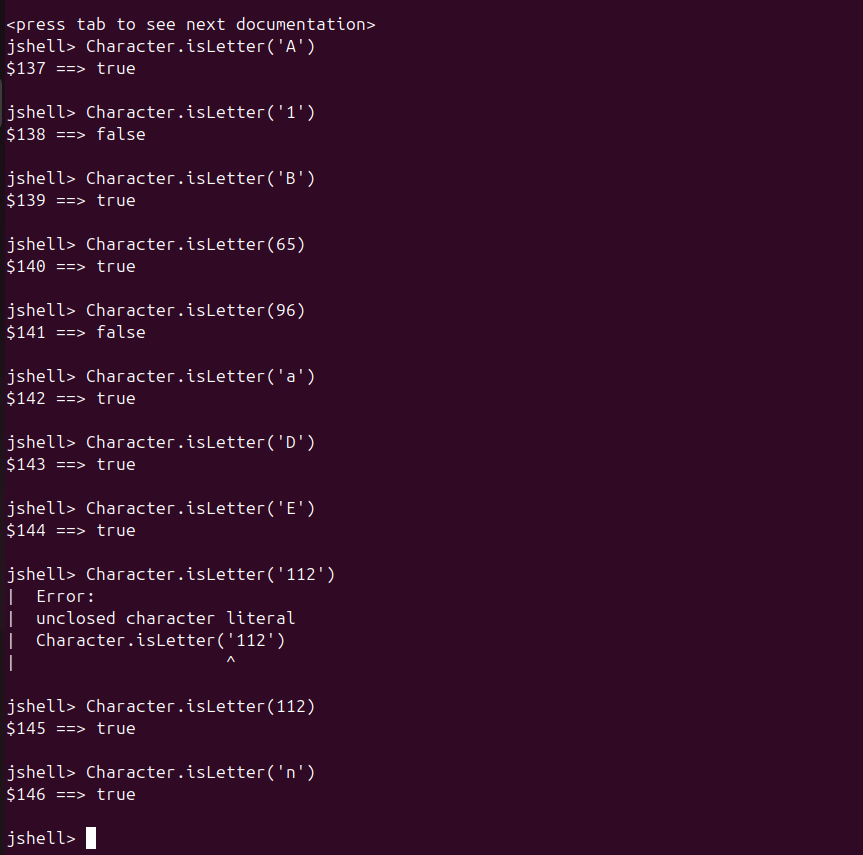 <press tab to see next documentation>
jshell> Character.isLetter('A')
$137 ==> true
jshell> Character.isLetter('1')
$138 ==> false
jshell> Character.isLetter('B')
$139 ==> true
jshell> Character.isLetter(65)
$140 ==> true
jshell> Character.isLetter(96)
$141 ==> false
jshell> Character.isLetter('a')
$142 ==> true
jshell> Character.isLetter('D')
$143 ==> true
jshell> Character.isLetter('E')
$144 ==> true
jshell> Character.isLetter('112')
|  Error:
|  unclosed character literal
|  Character.isLetter('112')
|                     ^
jshell> Character.isLetter(112)
$145 ==> true
jshell> Character.isLetter('n')
$146 ==> true
jshell>